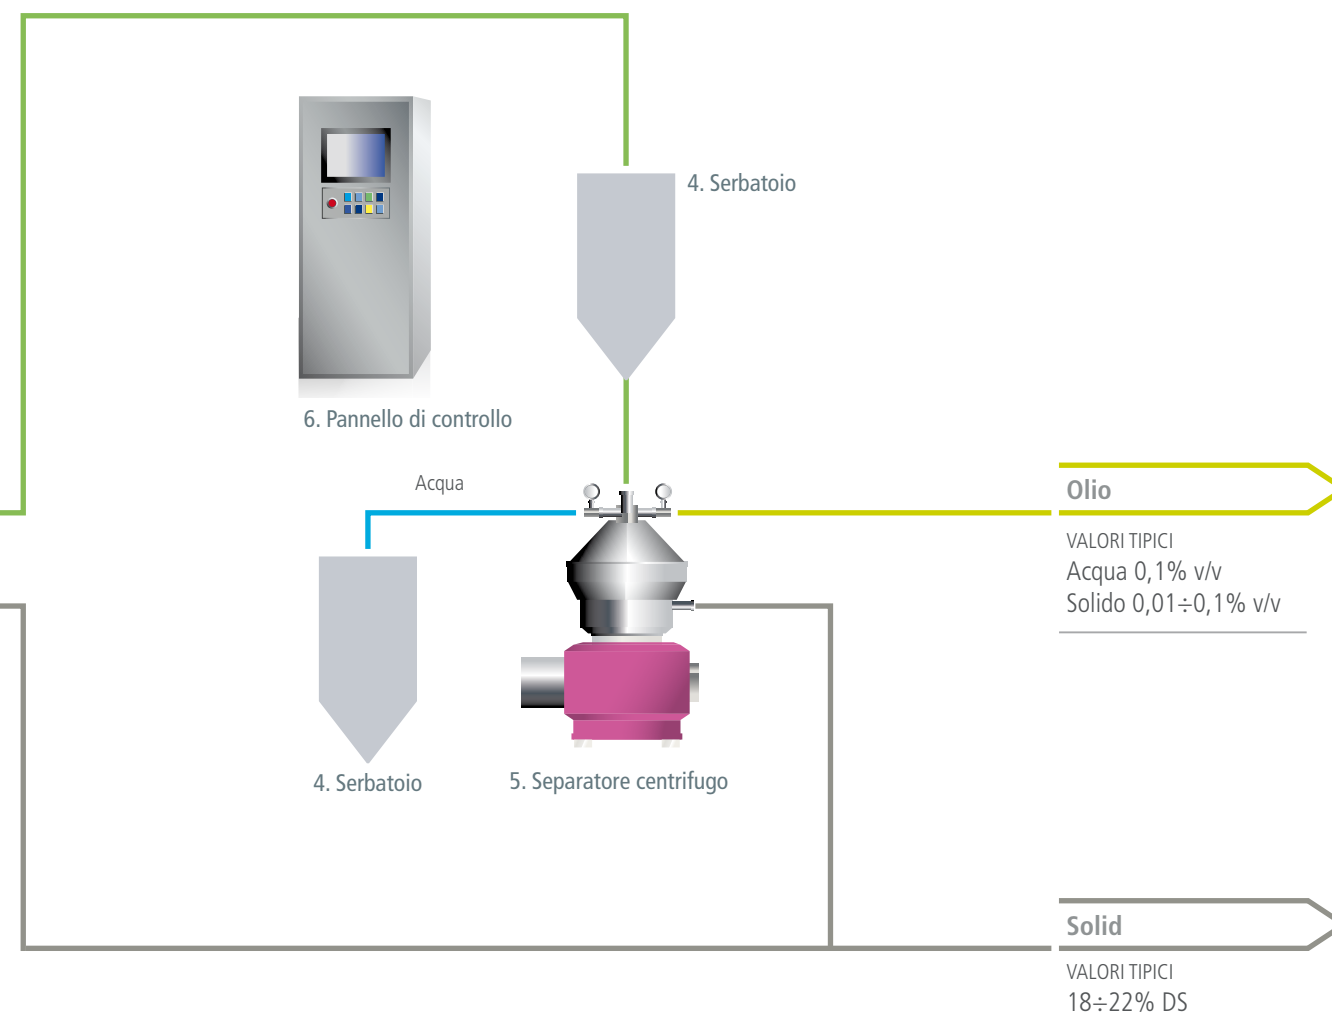 4. Serbatoio
6. Pannello di controllo
Acqua
Olio
VALORI TIPICI
Acqua 0,1% v/v
Solido 0,01÷0,1% v/v
4. Serbatoio
5. Separatore centrifugo
Solid
VALORI TIPICI
18÷22% DS